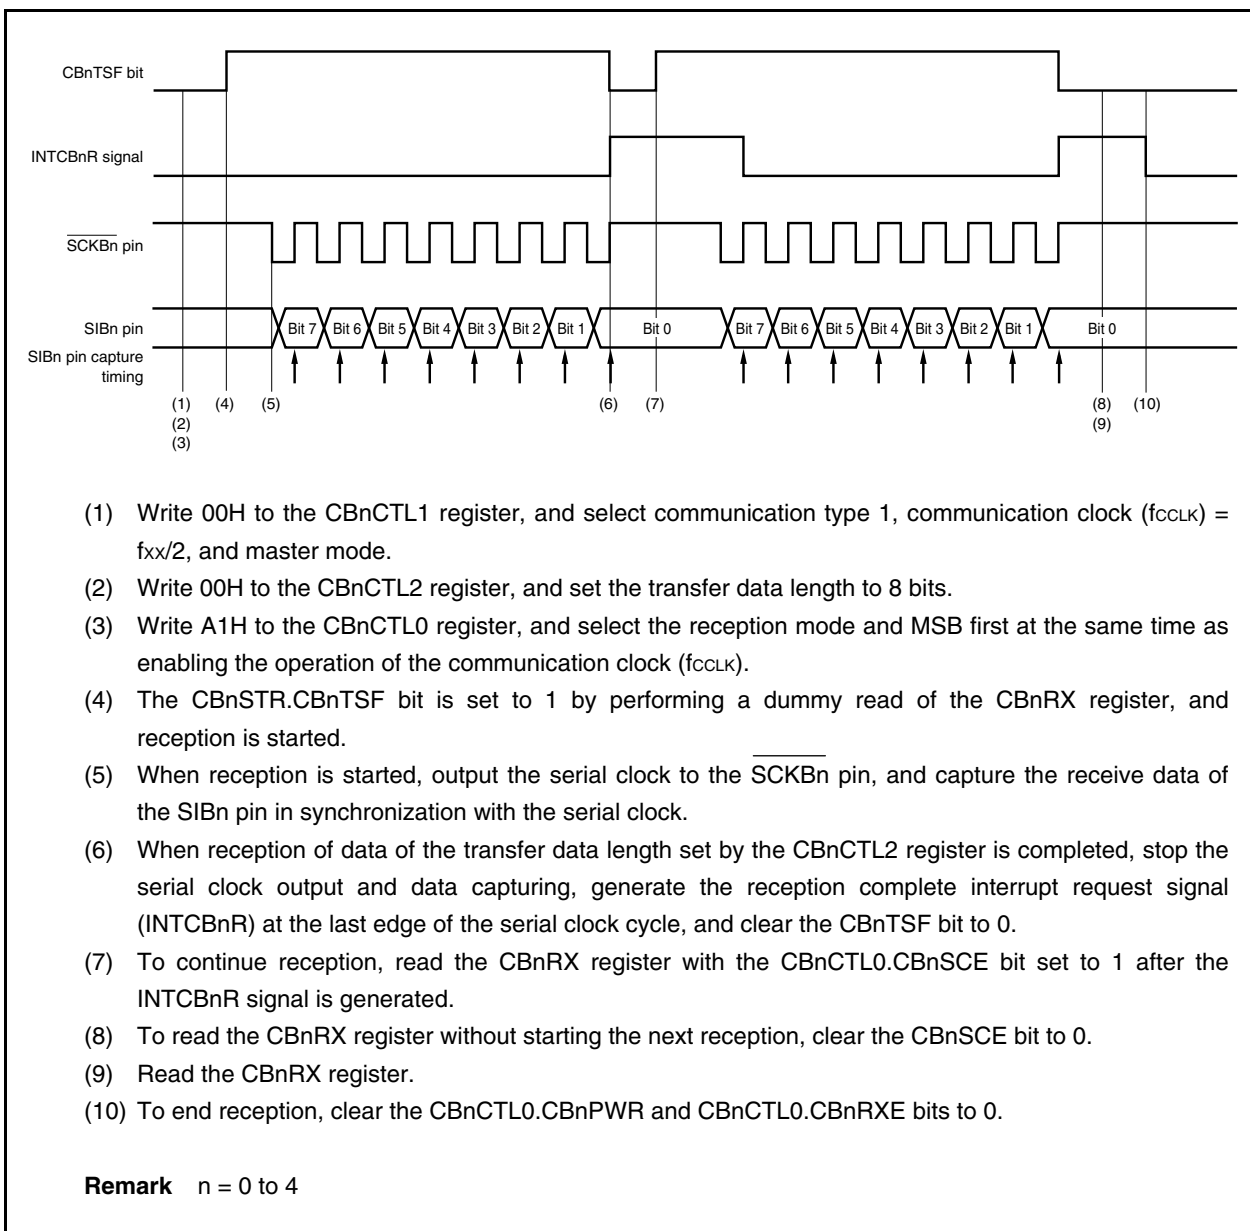 CBnTSF bit
INTCBnR signal
SCKBn pin
SIBn pin
Bit 7 Bit 6 Bit 5 Bit 4 Bit 3 Bit 2 Bit 1 Bit 0 Bit 7 Bit 6 Bit 5 Bit 4 Bit 3 Bit 2 Bit 1 Bit 0
SIBn pin capture
timing
(1) (4) (5) (6) (7) (8) (10)
(2) (9)
(3)
(1) Write 00H to the CBnCTL1 register, and select communication type 1, communication clock (fCCLK) =
fXX/2, and master mode.
(2) Write 00H to the CBnCTL2 register, and set the transfer data length to 8 bits.
(3) Write A1H to the CBnCTL0 register, and select the reception mode and MSB first at the same time as
enabling the operation of the communication clock (fCCLK).
(4) The CBnSTR.CBnTSF bit is set to 1 by performing a dummy read of the CBnRX register, and
reception is started.
(5) When reception is started, output the serial clock to the SCKBn pin, and capture the receive data of
the SIBn pin in synchronization with the serial clock.
(6) When reception of data of the transfer data length set by the CBnCTL2 register is completed, stop the
serial clock output and data capturing, generate the reception complete interrupt request signal
(INTCBnR) at the last edge of the serial clock cycle, and clear the CBnTSF bit to 0.
(7) To continue reception, read the CBnRX register with the CBnCTL0.CBnSCE bit set to 1 after the
INTCBnR signal is generated.
(8) To read the CBnRX register without starting the next reception, clear the CBnSCE bit to 0.
(9) Read the CBnRX register.
(10) To end reception, clear the CBnCTL0.CBnPWR and CBnCTL0.CBnRXE bits to 0.
Remark n = 0 to 4